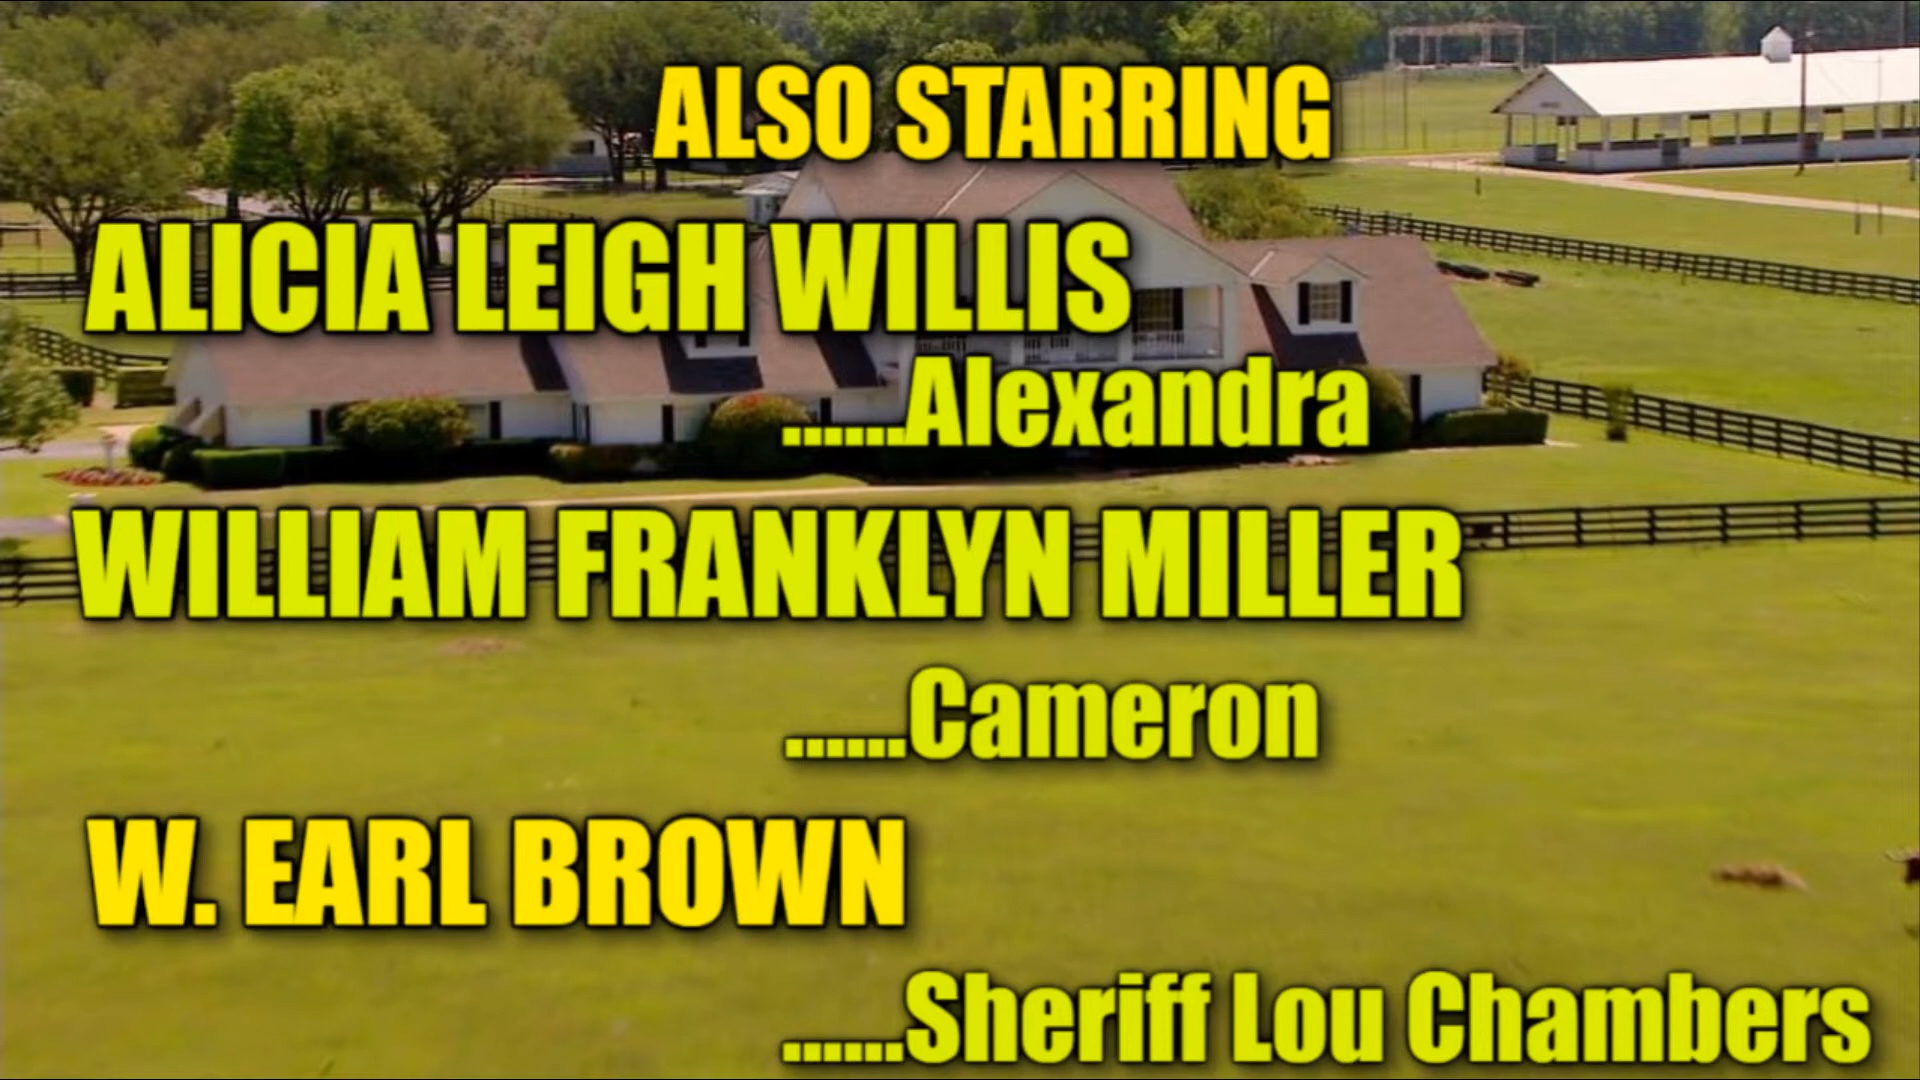 ALSO STARRING
ALICIA LEIGH WILLIS
......Alexandra
WILLIAM FRANKLYN MILLER
......Cameron
W. EARL BROWN
......Sheriff Lou Chambers